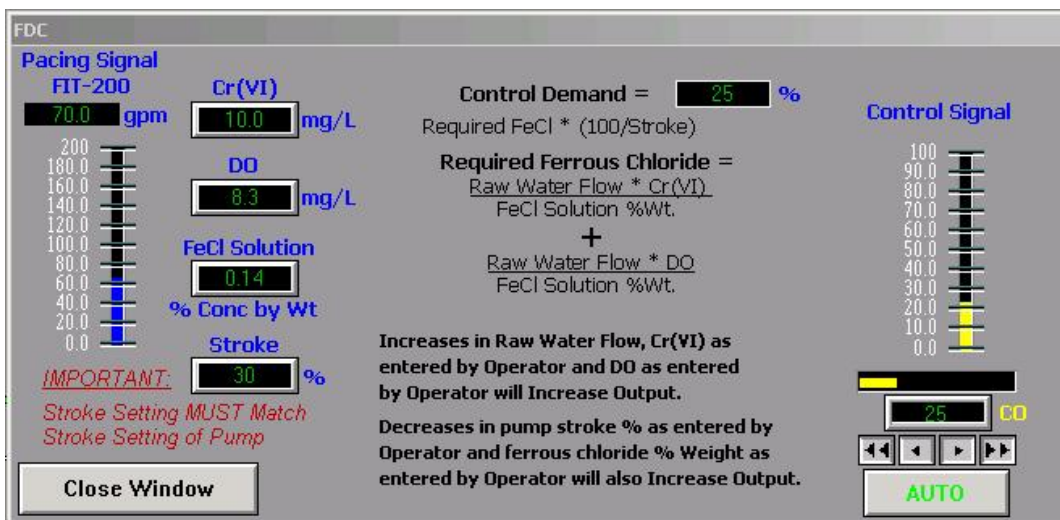 FDC
Pacing Signal
FIT-200
70.0 gpm
200
180.0
160.0
140.0
120.0
100.0
80.0
60.0
40.0
20.0
0.0
Cr(VI)
10.0 mg/L
DO
8.3 mg/L
FeCl Solution
0.14
% Conc by Wt
Stroke
30 %
IMPORTANT:
Stroke Setting MUST Match
Stroke Setting of Pump
Close Window
Control Demand = 25 %
Required FeCl * (100/Stroke)
Required Ferrous Chloride =
Raw Water Flow * Cr(VI)
FeCl Solution %Wt.
+
Raw Water Flow * DO
FeCl Solution %Wt.
Increases in Raw Water Flow, Cr(VI) as
entered by Operator and DO as entered
by Operator will Increase Output.
Decreases in pump stroke % as entered by
Operator and ferrous chloride % Weight as
entered by Operator will also Increase Output.
Control Signal
100
90.0
80.0
70.0
60.0
50.0
40.0
30.0
20.0
10.0
0.0
25 CO
AUTO